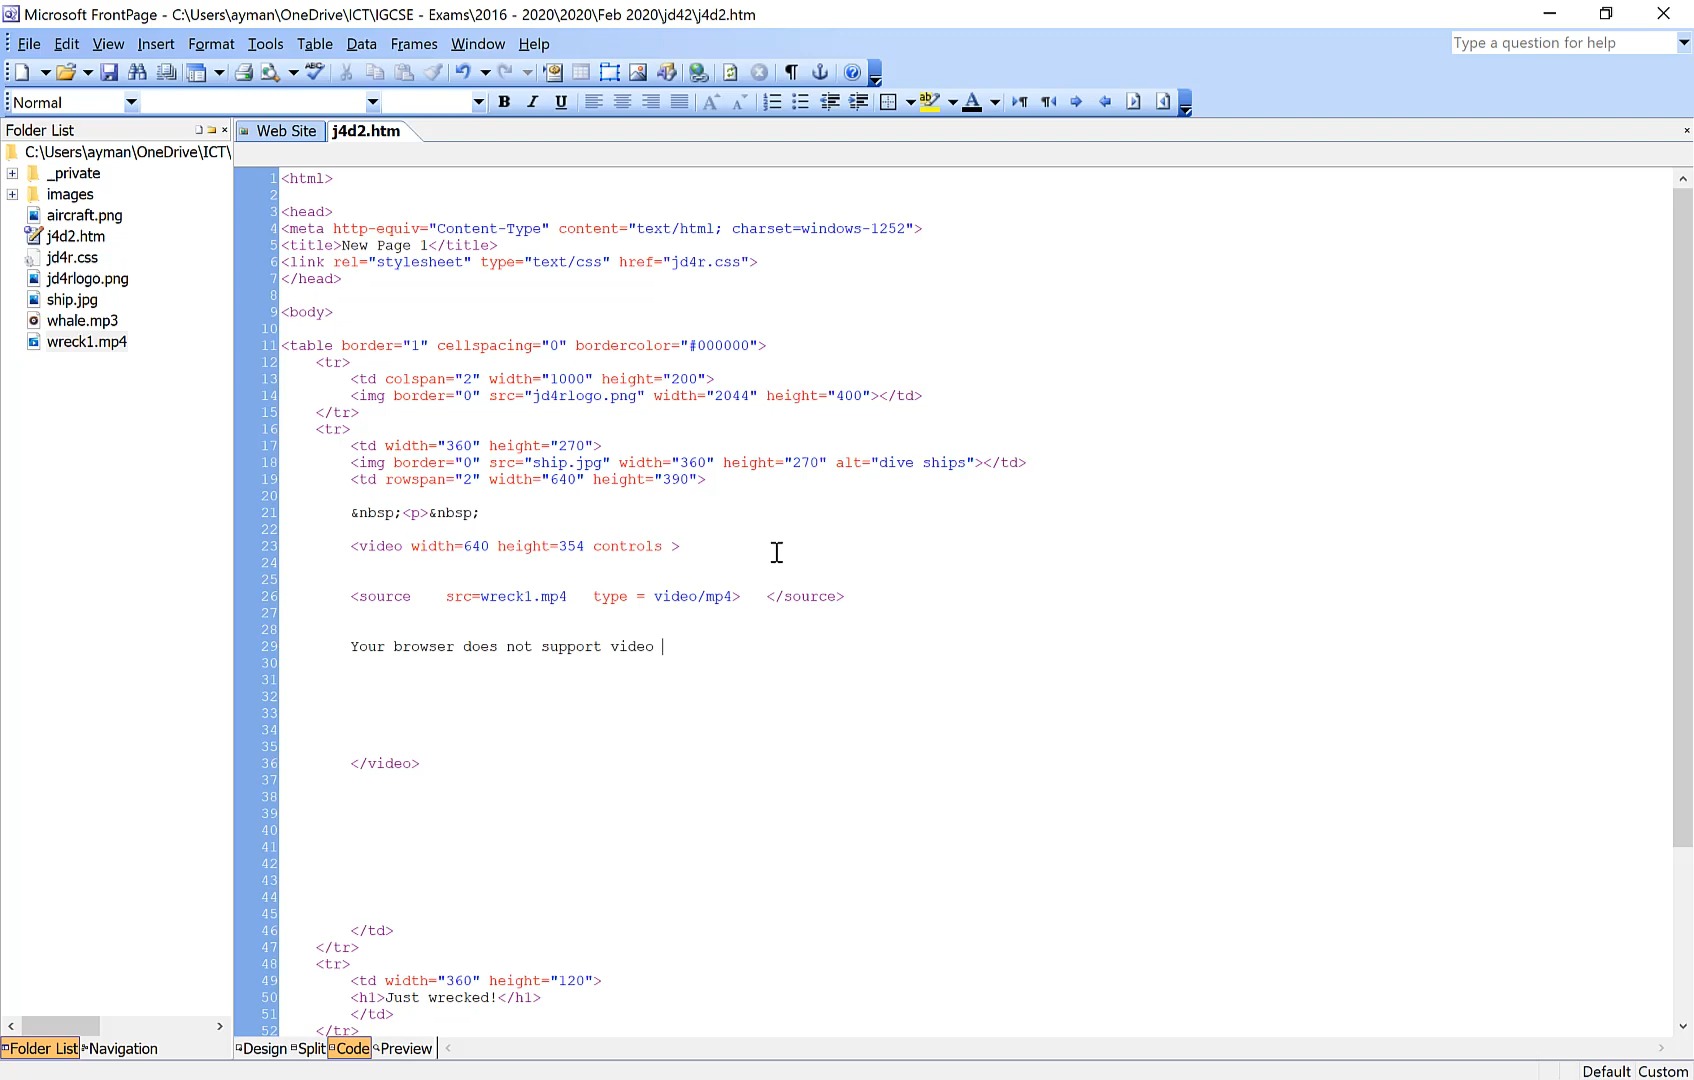 Microsoft FrontPage - C:\Users\ayman\OneDrive\ICT\IGCSE - Exams\2016 - 2020\2020\Feb 2020\jd42\j4d2.htm
File Edit View Insert Format Tools Table Data Frames Window Help
Type a question for help
Normal
B I U
Folder List
Web Site j4d2.htm
C:\Users\ayman\OneDrive\ICT\
_private
images
aircraft.png
j4d2.htm
jd4r.css
jd4rlogo.png
ship.jpg
whale.mp3
wreck1.mp4
1 <html>
2
3 <head>
4 <meta http-equiv="Content-Type" content="text/html; charset=windows-1252">
5 <title>New Page 1</title>
6 <link rel="stylesheet" type="text/css" href="jd4r.css">
7 </head>
8
9 <body>
10
11 <table border="1" cellspacing="0" bordercolor="#000000">
12 <tr>
13 <td colspan="2" width="1000" height="200">
14 <img border="0" src="jd4rlogo.png" width="2044" height="400"></td>
15 </tr>
16 <tr>
17 <td width="360" height="270">
18 <img border="0" src="ship.jpg" width="360" height="270" alt="dive ships"></td>
19 <td rowspan="2" width="640" height="390">
20
21 &nbsp;<p>&nbsp;
22
23 <video width=640 height=354 controls >
24
25
26 <source src=wreck1.mp4 type = video/mp4> </source>
27
28
29 Your browser does not support video
30
31
32
33
34
35
36 </video>
37
38
39
40
41
42
43
44
45
46 </td>
47 </tr>
48 <tr>
49 <td width="360" height="120">
50 <h1>Just wrecked!</h1>
51 </td>
52 </tr>
Folder List Navigation
Design Split Code Preview
Default Custom